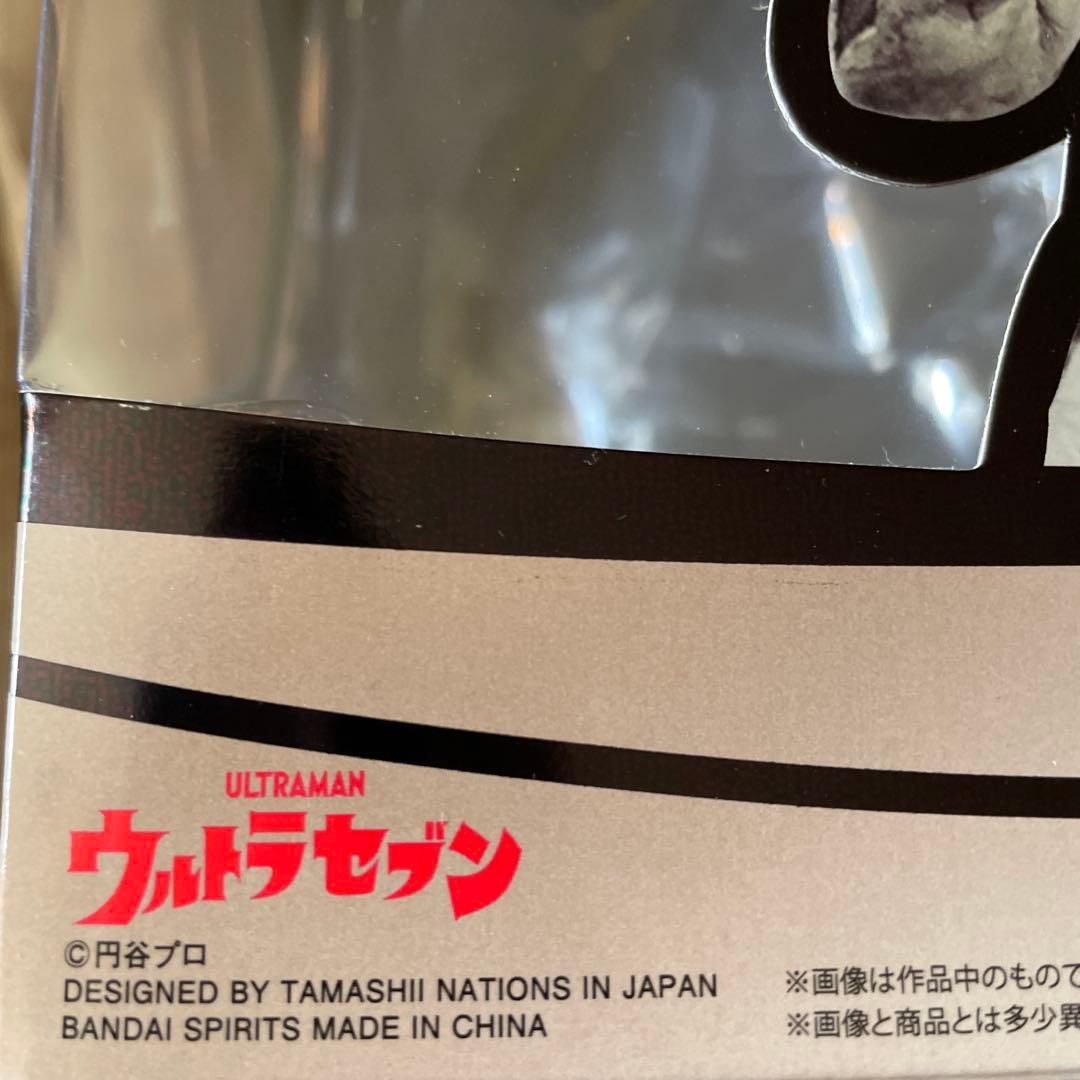 ULTRAMAN
ウルトラセブン
©円谷プロ
DESIGNED BY TAMASHII NATIONS IN JAPAN
BANDAI SPIRITS MADE IN CHINA
※画像は作品中のもので
※画像と商品とは多少異